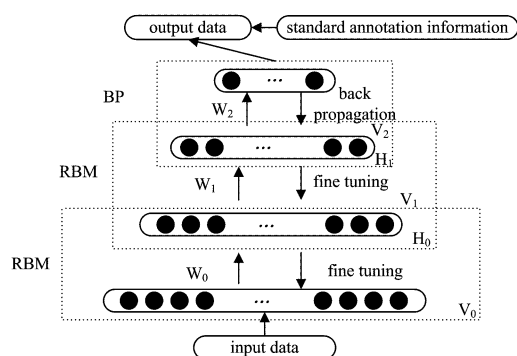 output data
standard annotation information
...
BP
W2
back
propagation
V2
...
H1
RBM
W1
fine tuning
V1
...
H0
RBM
W0
fine tuning
...
V0
input data